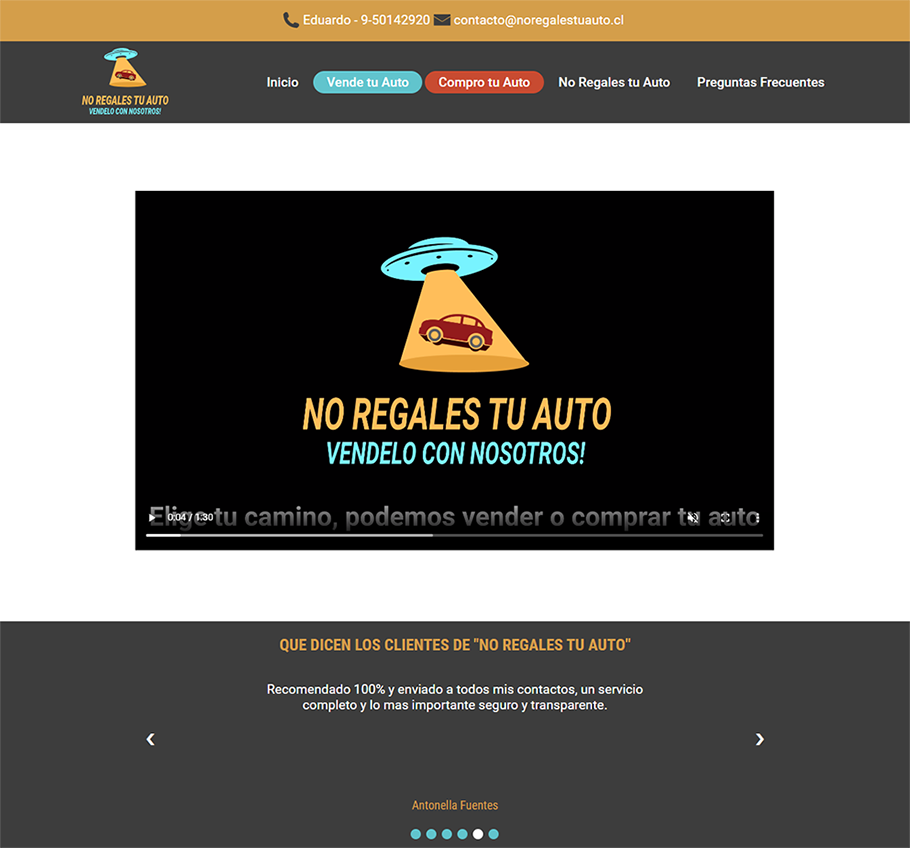 Eduardo - 9-50142920 contacto@noregalestuauto.cl
NO REGALES TU AUTO
VENDELO CON NOSOTROS!
Inicio Vende tu Auto Compro tu Auto No Regales tu Auto Preguntas Frecuentes
NO REGALES TU AUTO
VENDELO CON NOSOTROS!
Elige tu camino, podemos vender o comprar tu auto
0:04 / 1:30
QUE DICEN LOS CLIENTES DE "NO REGALES TU AUTO"
Recomendado 100% y enviado a todos mis contactos, un servicio
completo y lo mas importante seguro y transparente.
Antonella Fuentes